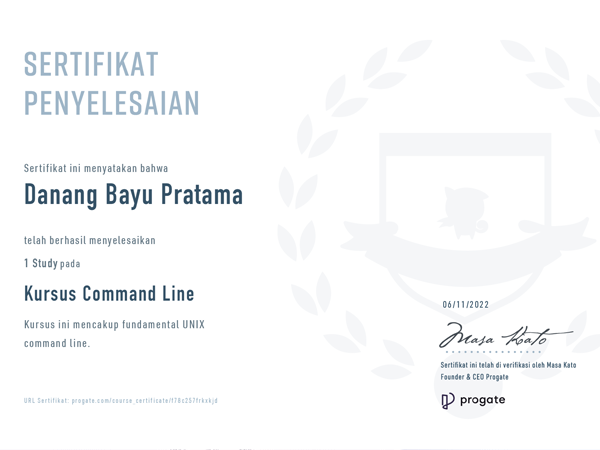 SERTIFIKAT
PENYELESAIAN
Sertifikat ini menyatakan bahwa
Danang Bayu Pratama
telah berhasil menyelesaikan
1 Study pada
Kursus Command Line
Kursus ini mencakup fundamental UNIX
command line.
06/11/2022
Masa Kato
Sertifikat ini telah di verifikasi oleh Masa Kato
Founder & CEO Progate
URL Sertifikat: progate.com/course_certificate/
progate